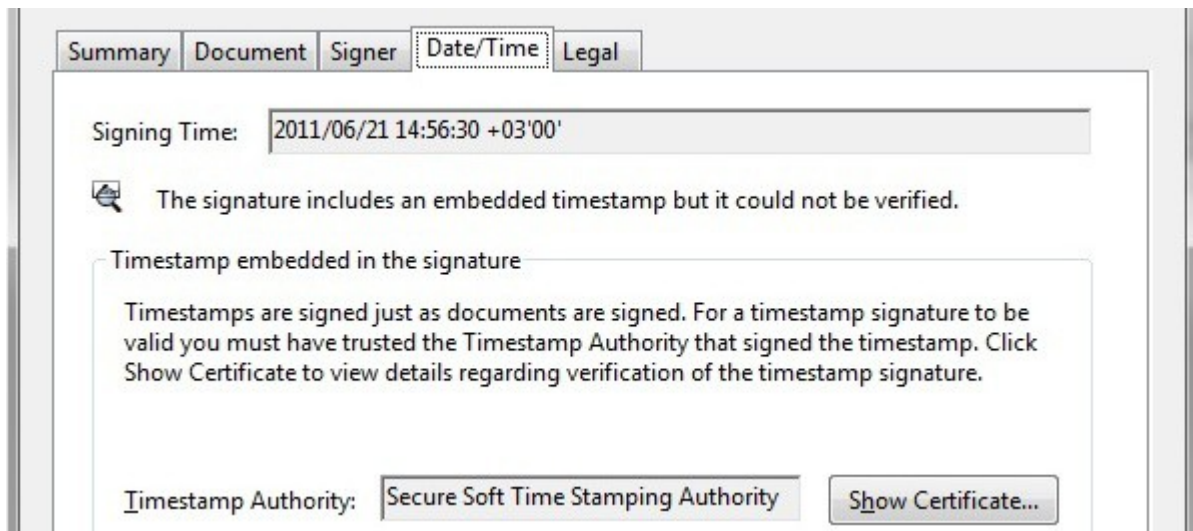 Summary Document Signer Date/Time Legal
Signing Time: 2011/06/21 14:56:30 +03'00'
The signature includes an embedded timestamp but it could not be verified.
Timestamp embedded in the signature
Timestamps are signed just as documents are signed. For a timestamp signature to be
valid you must have trusted the Timestamp Authority that signed the timestamp. Click
Show Certificate to view details regarding verification of the timestamp signature.
Timestamp Authority: Secure Soft Time Stamping Authority Show Certificate...